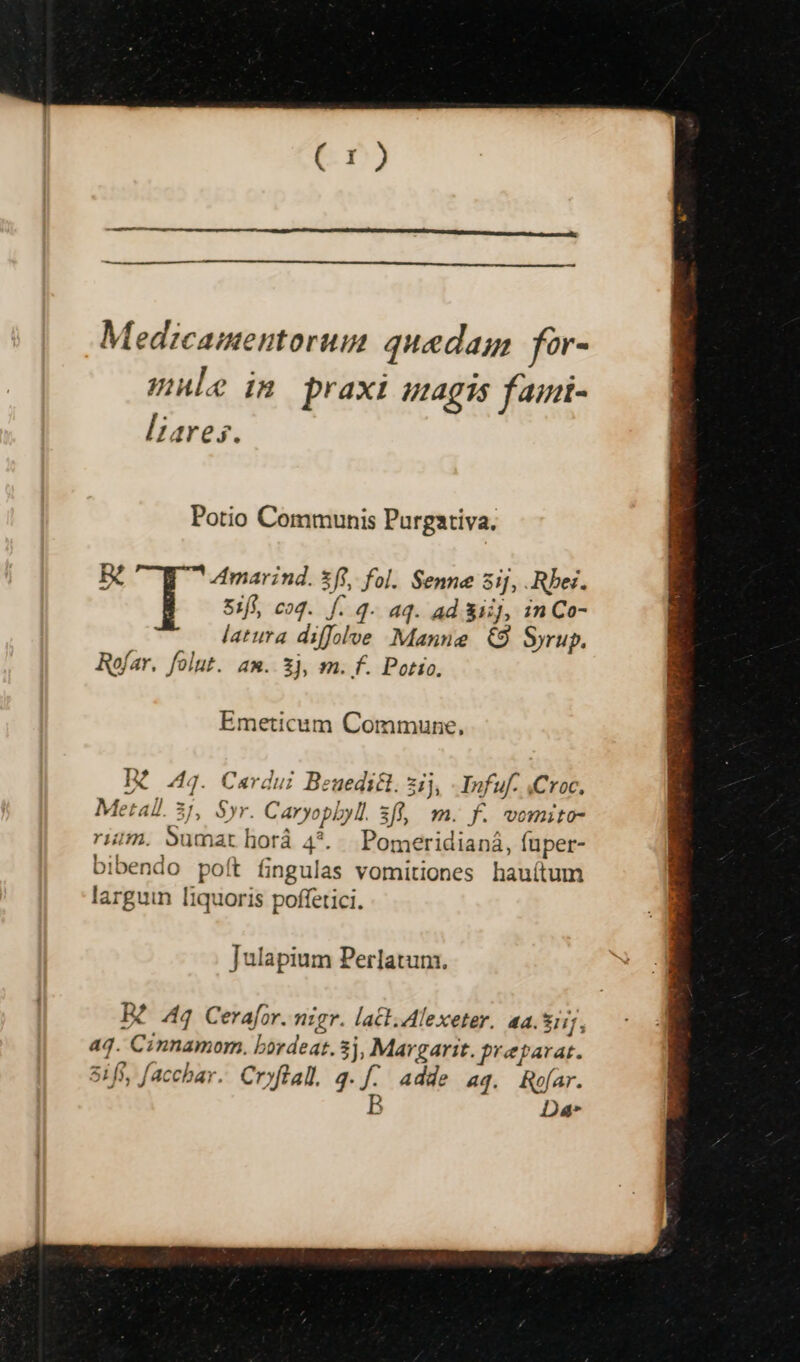 ( 1 )
Medicamentorum quædam for-
mulæ in praxi magis fami-
liares.
Potio Communis Purgativa.
℞ TAmarind. ℥ß, fol. Sennæ ʒij, Rhei.
ʒiß, coq. ſ. q. aq. ad ℥iij, in Co-
latura diſſolve Mannæ & Syrup.
Roſar. ſolut. an. ℥j, m. f. Potio.
Emeticum Commune.
℞ Aq. Cardui Benedict. ℥ij, Infuſ. Croc.
Metall. ℥j, Syr. Caryophyll. ℥ß, m. f. vomito-
rium. Sumat horâ 4ª. Pomeridianâ, ſuper-
bibendo poſt ſingulas vomitiones hauſtum
largum liquoris poſſetici.
Julapium Perlatum.
℞ Aq Ceraſor. nigr. lact. Alexeter. aa. ℥iij,
aq. Cinnamom. hordeat. ℥j, Margarit. præparat.
ʒiß, ſacchar. Cryſtall. q. ſ. adde aq. Roſar.
B Da-